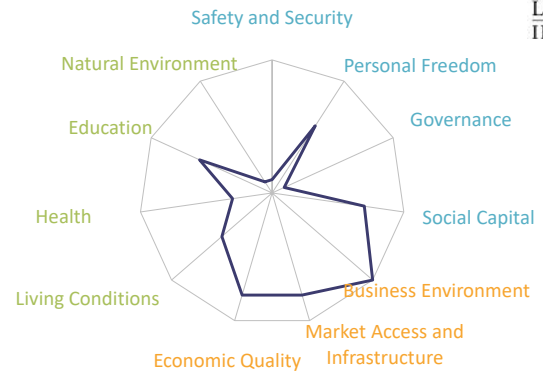 Safety and Security
Natural Environment
Personal Freedom
Education
Governance
Health
Social Capital
Living Conditions
Business Environment
Economic Quality
Market Access and
Infrastructure